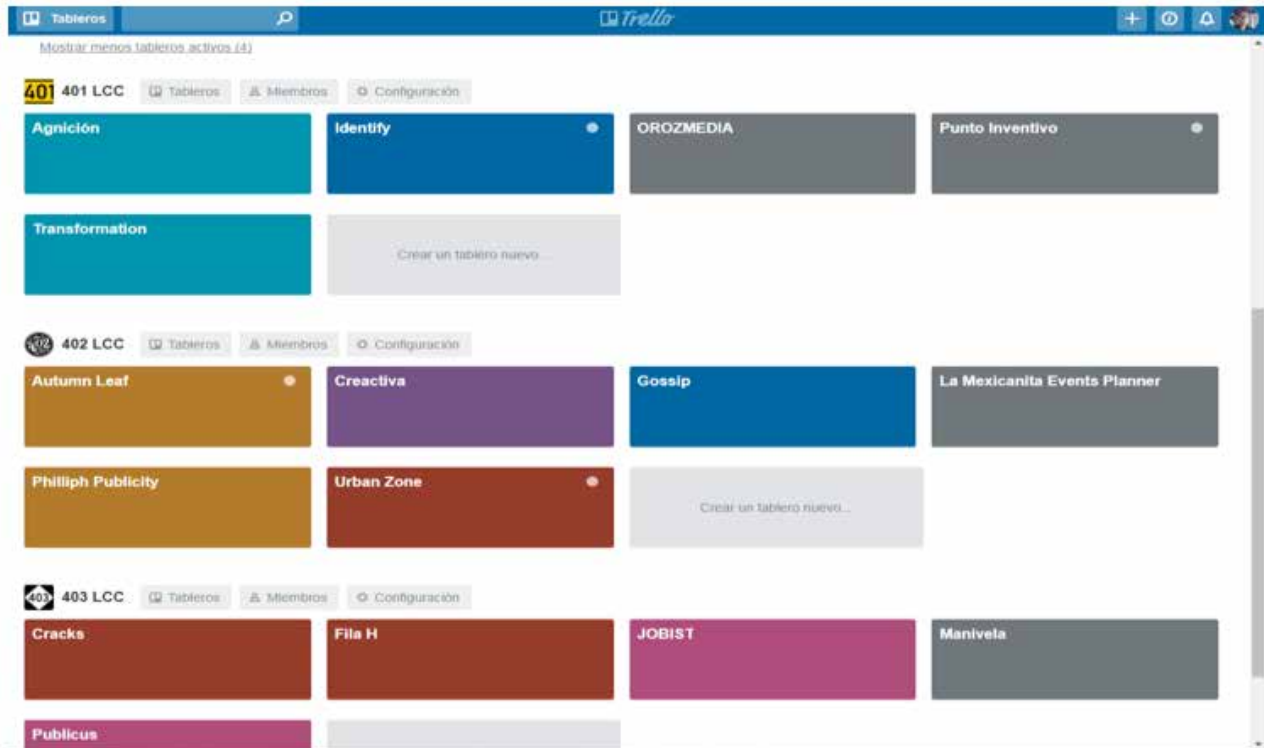 Tableros
Trello
Mostrar menos tableros activos (4)
401 401 LCC Tableros Miembros Configuración
Agnición Identify OROZMEDIA Punto Inventivo
Transformation
Crear un tablero nuevo...
402 402 LCC Tableros Miembros Configuración
Autumn Leaf Creactiva Gossip La Mexicanita Events Planner
Philliph Publicity Urban Zone
Crear un tablero nuevo...
403 403 LCC Tableros Miembros Configuración
Cracks Fila H JOBIST Manivela
Publicus